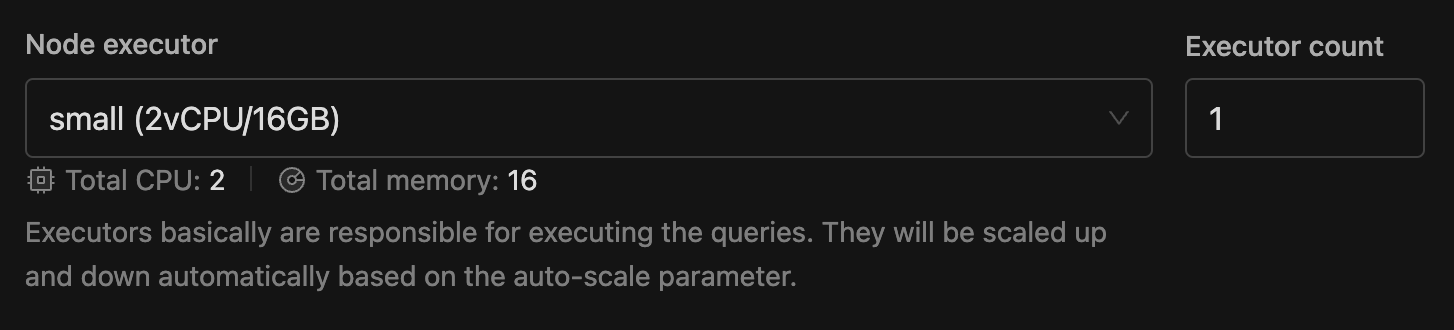 Node executor
Executor count
small (2vCPU/16GB)
1
Total CPU: 2
Total memory: 16
Executors basically are responsible for executing the queries. They will be scaled up
and down automatically based on the auto-scale parameter.